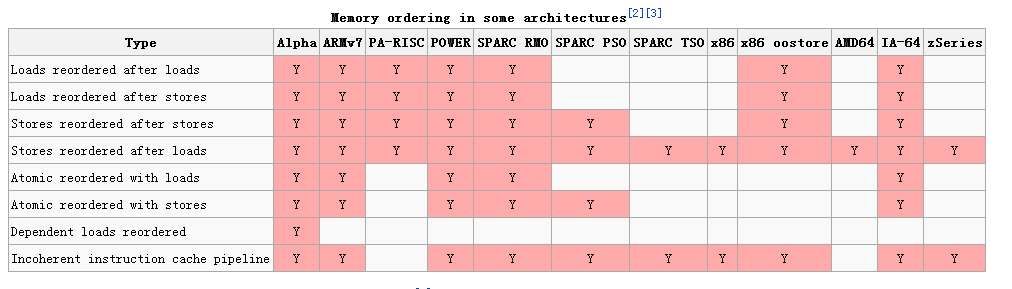 Memory ordering in some architectures[2][3]
Type Alpha ARMv7 PA-RISC POWER SPARC RMO SPARC PSO SPARC TSO x86 x86 oostore AMD64 IA-64 zSeries
Loads reordered after loads Y Y Y Y Y Y Y
Loads reordered after stores Y Y Y Y Y Y Y
Stores reordered after stores Y Y Y Y Y Y Y Y
Stores reordered after loads Y Y Y Y Y Y Y Y Y Y Y Y
Atomic reordered with loads Y Y Y Y Y
Atomic reordered with stores Y Y Y Y Y Y
Dependent loads reordered Y
Incoherent instruction cache pipeline Y Y Y Y Y Y Y Y Y Y